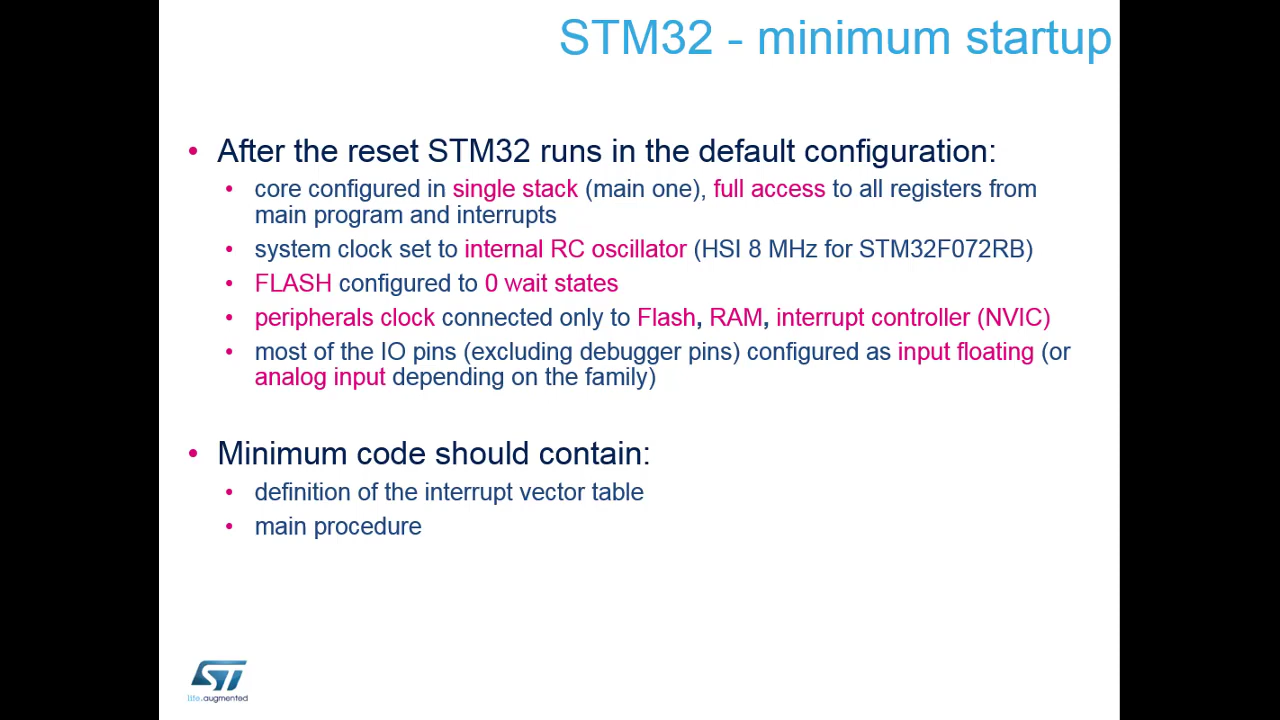 STM32 - minimum startup
• After the reset STM32 runs in the default configuration:
• core configured in single stack (main one), full access to all registers from
main program and interrupts
• system clock set to internal RC oscillator (HSI 8 MHz for STM32F072RB)
• FLASH configured to 0 wait states
• peripherals clock connected only to Flash, RAM, interrupt controller (NVIC)
• most of the IO pins (excluding debugger pins) configured as input floating (or
analog input depending on the family)
• Minimum code should contain:
• definition of the interrupt vector table
• main procedure
ST
life.augmented